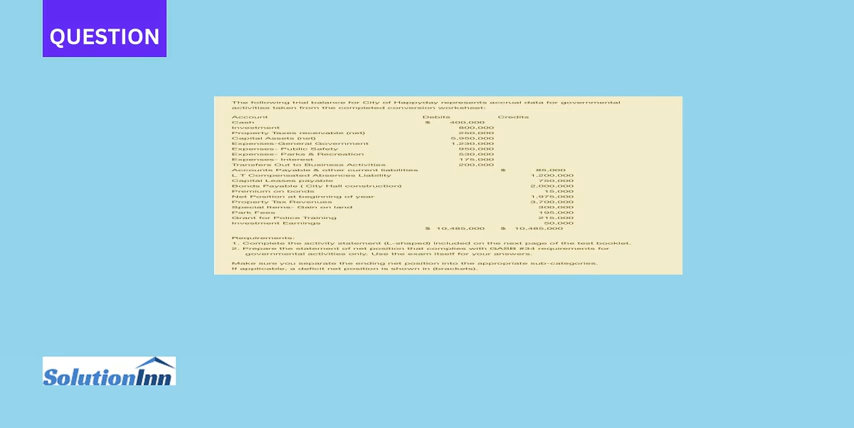 QUESTION
The following trial balance for City of Happyday represents accrual data for governmental
activities taken from the completed conversion worksheet:
Account Debits Credits
Cash $ 400,000
Investment 800,000
Property Taxes receivable (net) 250,000
Capital Assets (net) 5,950,000
Expenses-General Government 1,230,000
Expenses- Public Safety 950,000
Expenses- Parks & Recreation 530,000
Expenses- Interest 175,000
Transfers Out to Business Activities 200,000
Accounts Payable & other current liabilities $ 85,000
L T Compensated Absences Liability 1,200,000
Capital Leases payable 750,000
Bonds Payable ( City Hall construction) 2,000,000
Premium on bonds 15,000
Net Position at beginning of year 1,975,000
Property Tax Revenues 3,700,000
Special Items- Gain on land 300,000
Park Fees 195,000
Grant for Police Training 215,000
Investment Earnings 50,000
$ 10,485,000 $ 10,485,000
Requirements:
1. Complete the activity statement (L-shaped) included on the next page of the test booklet.
2. Prepare the statement of net position that complies with GASB #34 requirements for
governmental activities only. Use the exam itself for your answers.
Make sure you separate the ending net position into the appropriate sub-categories.
If applicable, a deficit net position is shown in (brackets).
SolutionInn